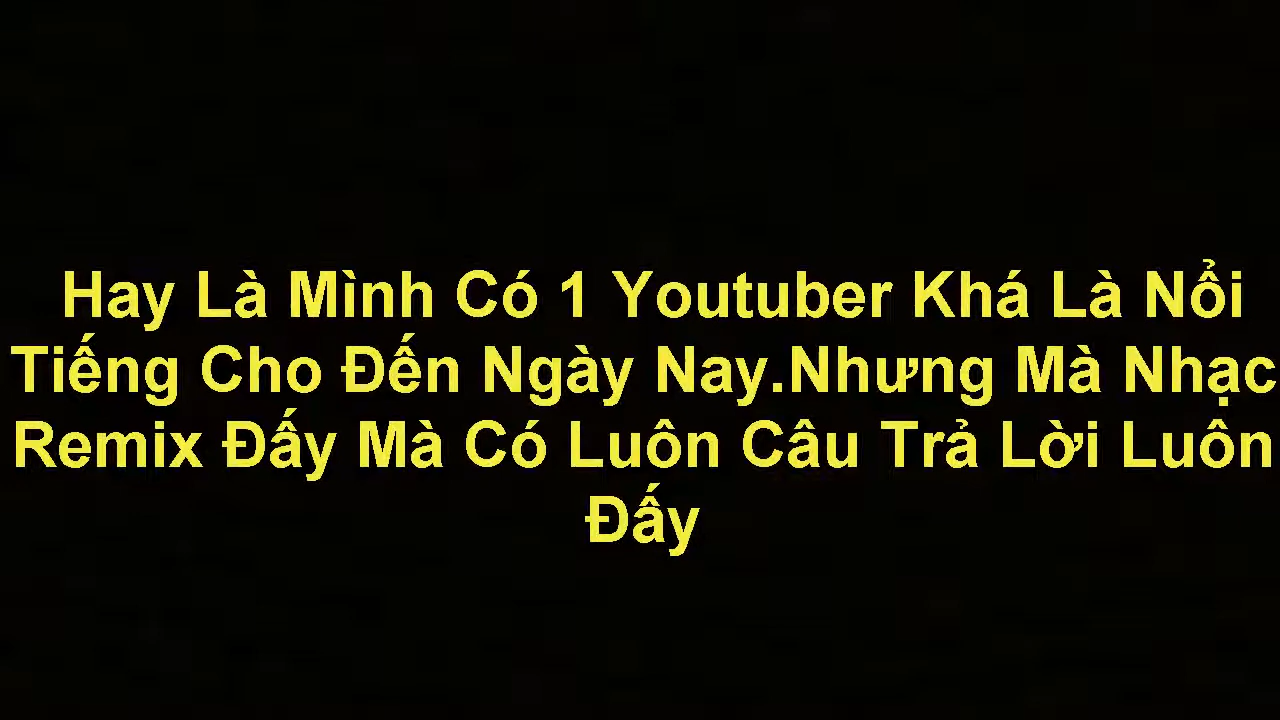 Hay Là Mình Có 1 Youtuber Khá Là Nổi
Tiếng Cho Đến Ngày Nay.Nhưng Mà Nhạc
Remix Đấy Mà Có Luôn Câu Trả Lời Luôn
Đấy